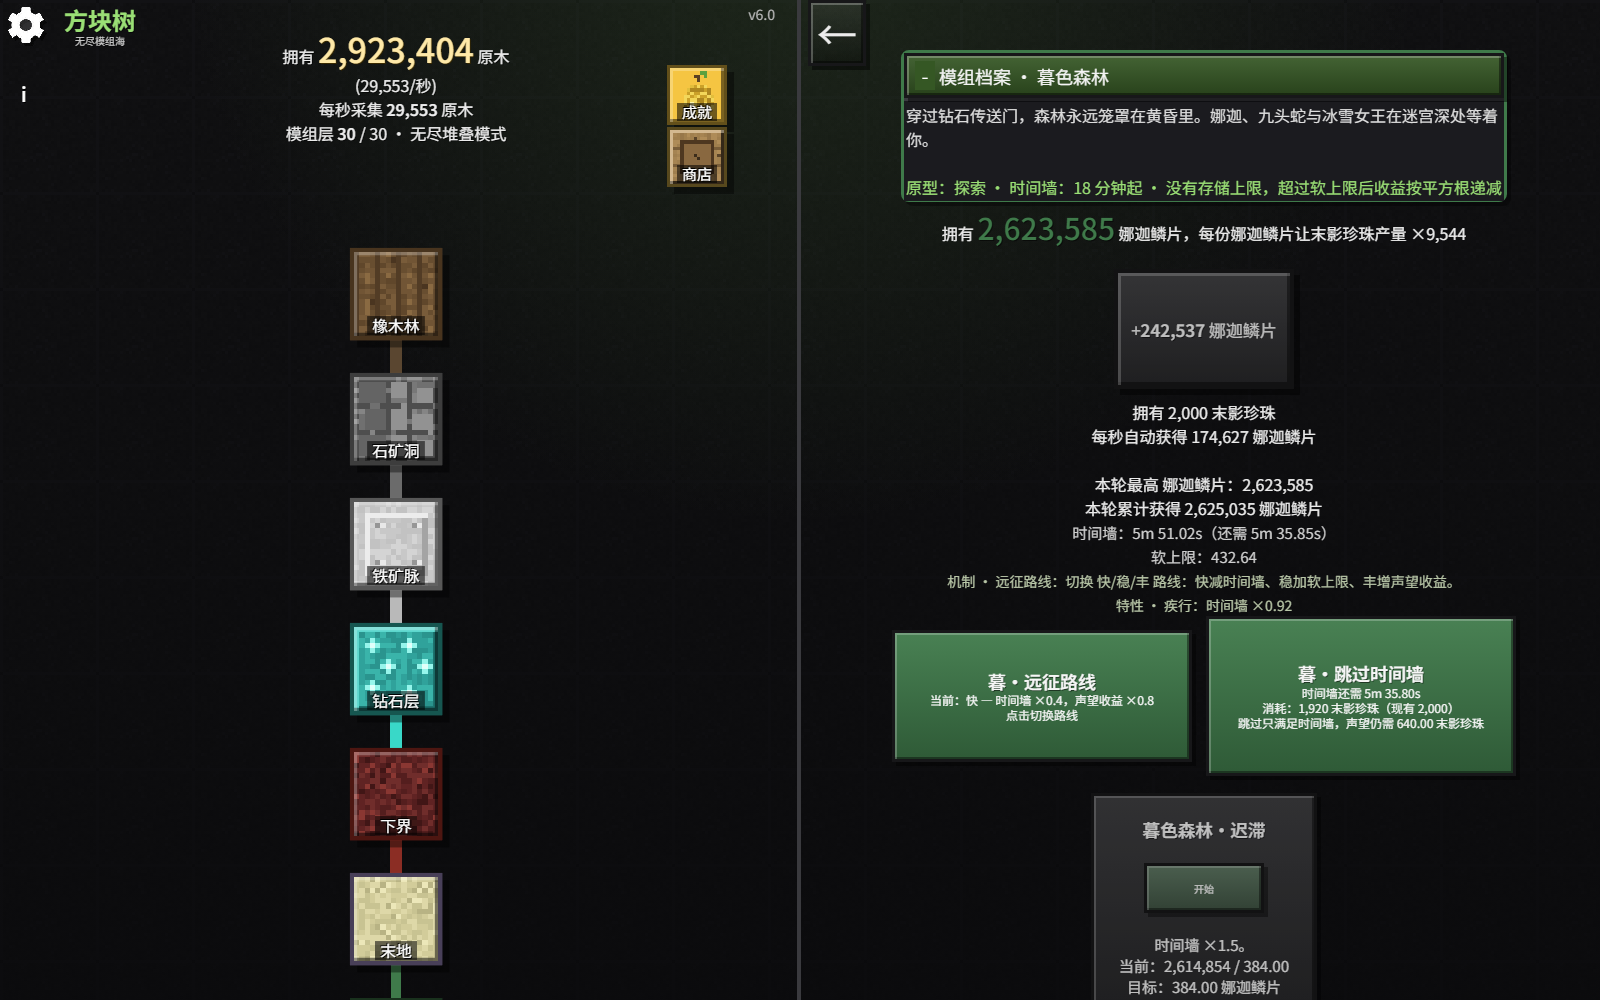 方块树
无尽模组海
i
v6.0
拥有 2,923,404 原木
(29,553/秒)
每秒采集 29,553 原木
模组层 30 / 30 · 无尽堆叠模式
成就
商店
橡木林
石矿洞
铁矿脉
钻石层
下界
末地
←
- 模组档案 · 暮色森林
穿过钻石传送门，森林永远笼罩在黄昏里。娜迦、九头蛇与冰雪女王在迷宫深处等着
你。
原型：探索 · 时间墙：18 分钟起 · 没有存储上限，超过软上限后收益按平方根递减
拥有 2,623,585 娜迦鳞片，每份娜迦鳞片让末影珍珠产量 ×9,544
+242,537 娜迦鳞片
拥有 2,000 末影珍珠
每秒自动获得 174,627 娜迦鳞片
本轮最高 娜迦鳞片：2,623,585
本轮累计获得 2,625,035 娜迦鳞片
时间墙：5m 51.02s（还需 5m 35.85s）
软上限：432.64
机制 · 远征路线：切换 快/稳/丰 路线：快减时间墙、稳加软上限、丰增声望收益。
特性 · 疾行：时间墙 ×0.92
暮·远征路线
当前：快 — 时间墙 ×0.4，声望收益 ×0.8
点击切换路线
暮·跳过时间墙
时间墙还需 5m 35.80s
消耗：1,920 末影珍珠（现有 2,000）
跳过只满足时间墙，声望仍需 640.00 末影珍珠
暮色森林·迟滞
开始
时间墙 ×1.5。
当前：2,614,854 / 384.00
目标：384.00 娜迦鳞片